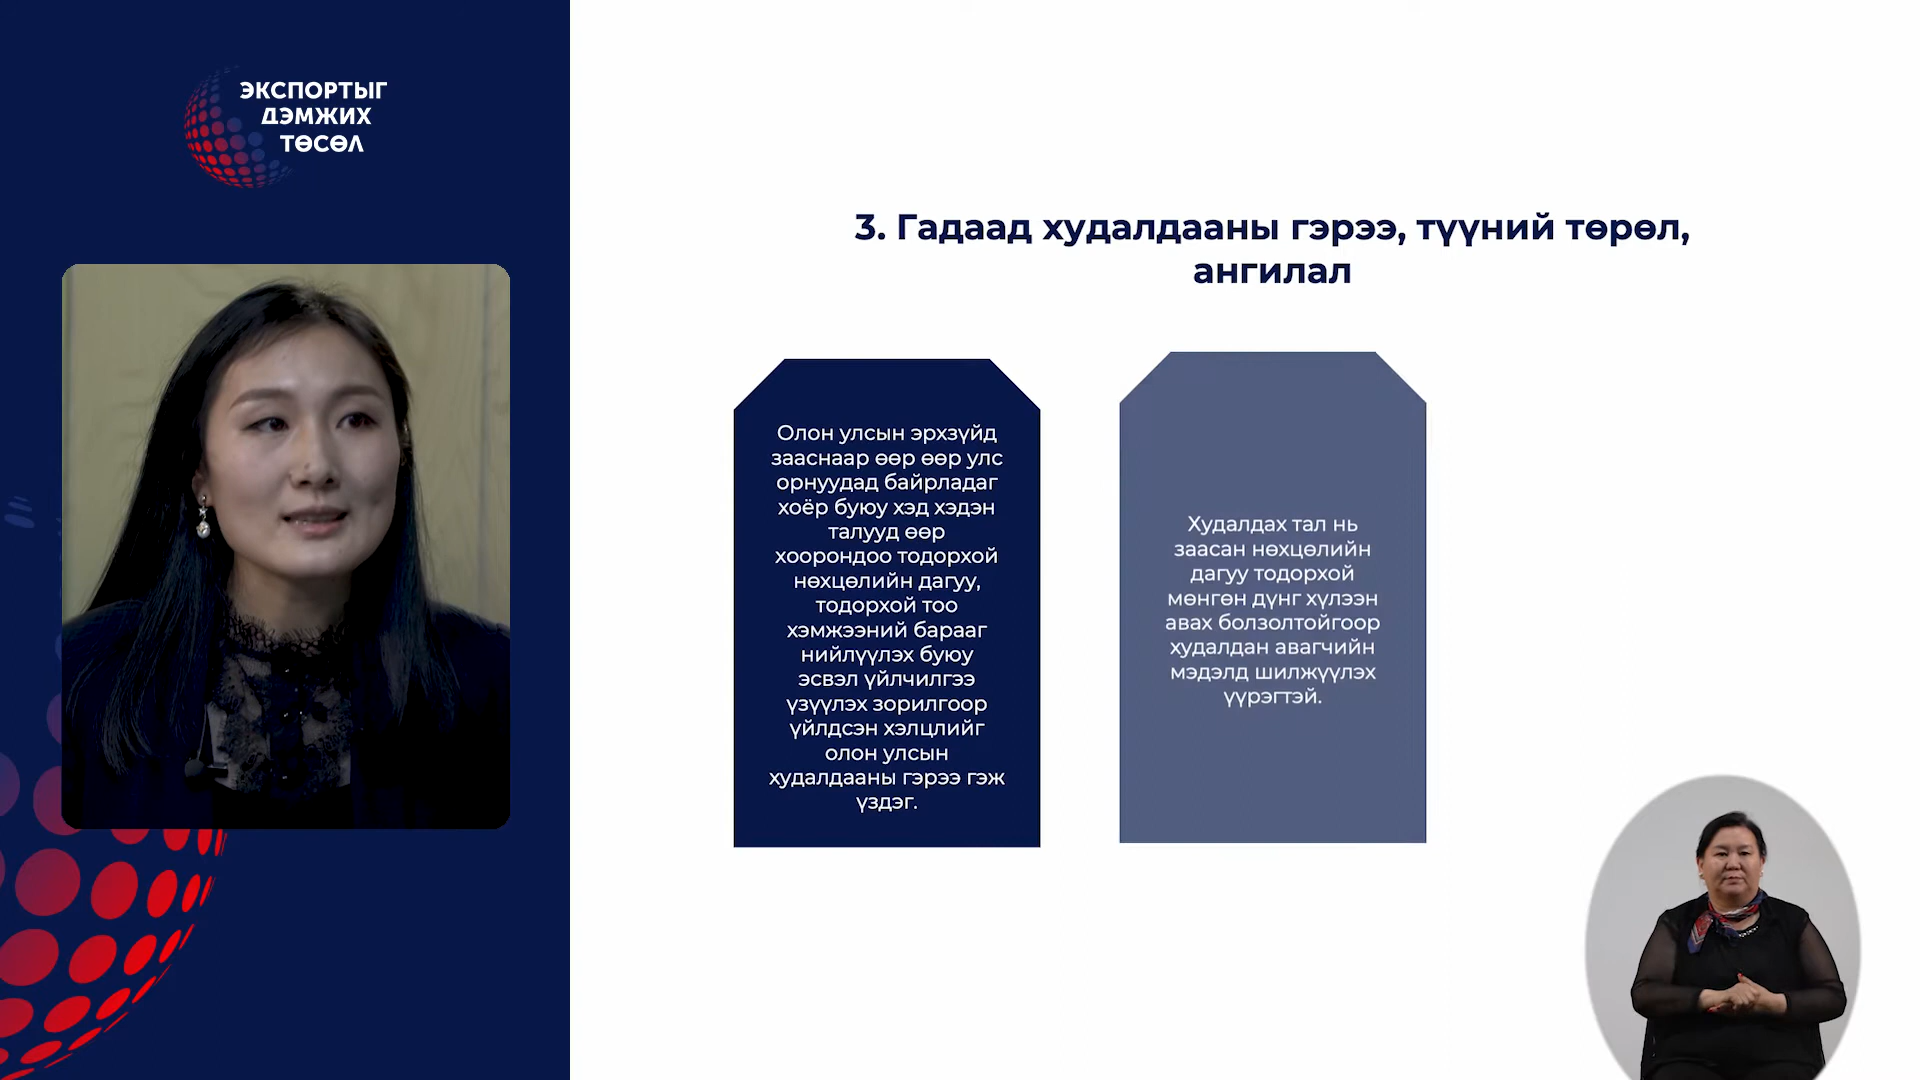 ЭКСПОРТЫГ
ДЭМЖИХ
ТӨСӨЛ
3. Гадаад худалдааны гэрээ, түүний төрөл,
ангилал
Олон улсын эрхзүйд
зааснаар өөр өөр улс
орнуудад байрладаг
хоёр буюу хэд хэдэн
талууд өөр
хоорондоо тодорхой
нөхцөлийн дагуу,
тодорхой тоо
хэмжээний барааг
нийлүүлэх буюу
эсвэл үйлчилгээ
үзүүлэх зорилгоор
үйлдсэн хэлцлийг
олон улсын
худалдааны гэрээ гэж
үздэг.
Худалдах тал нь
заасан нөхцөлийн
дагуу тодорхой
мөнгөн дүнг хүлээн
авах болзолтойгоор
худалдан авагчийн
мэдэлд шилжүүлэх
үүрэгтэй.